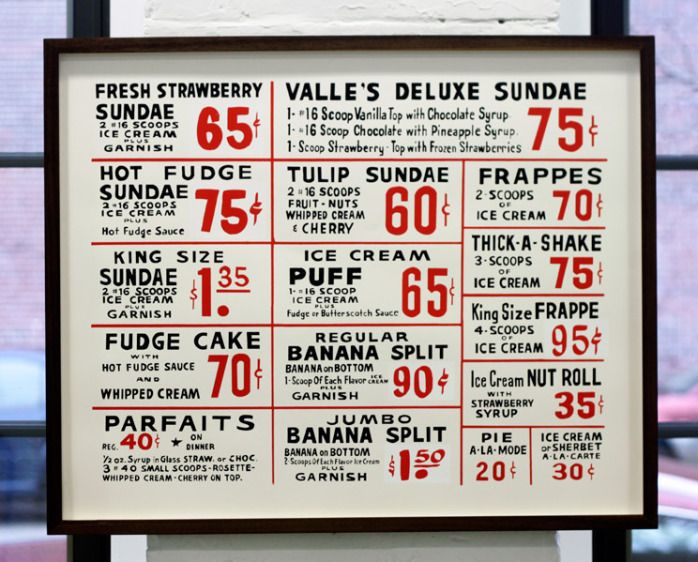 FRESH STRAWBERRY
SUNDAE
2 #16 SCOOPS
ICE CREAM
PLUS
GARNISH
65¢
VALLE'S DELUXE SUNDAE
1- #16 Scoop Vanilla Top with Chocolate Syrup.
1- #16 Scoop Chocolate with Pineapple Syrup.
1- Scoop Strawberry - Top with Frozen Strawberries
75¢
HOT FUDGE
SUNDAE
2 #16 SCOOPS
ICE CREAM
PLUS
Hot Fudge Sauce
75¢
TULIP SUNDAE
2 #16 SCOOPS
FRUIT - NUTS
WHIPPED CREAM
& CHERRY
60¢
FRAPPES
2-SCOOPS
OF
ICE CREAM
70¢
THICK-A-SHAKE
3-SCOOPS
OF
ICE CREAM
75¢
KING SIZE
SUNDAE
2 #16 SCOOPS
ICE CREAM
PLUS
GARNISH
$1.35
ICE CREAM
PUFF
1- #16 SCOOP
ICE CREAM
PLUS
Fudge or Butterscotch Sauce
65¢
King Size FRAPPE
4-SCOOPS
OF
ICE CREAM
95¢
FUDGE CAKE
WITH
HOT FUDGE SAUCE
AND
WHIPPED CREAM
70¢
REGULAR
BANANA SPLIT
BANANA on BOTTOM
1-Scoop Of Each Flavor ICE CREAM
PLUS
GARNISH
90¢
Ice Cream NUT ROLL
WITH
STRAWBERRY
SYRUP
35¢
PARFAITS
REG. 40¢ ★ ON
DINNER
½ oz. Syrup in Glass STRAW. or CHOC.
3 #40 SMALL SCOOPS-ROSETTE-
WHIPPED CREAM-CHERRY ON TOP.
JUMBO
BANANA SPLIT
BANANA on BOTTOM
2-Scoops Of Each Flavor Ice Cream
PLUS
GARNISH
$1.50
PIE
A-LA-MODE
20¢
ICE CREAM
or SHERBET
A-LA-CARTE
30¢